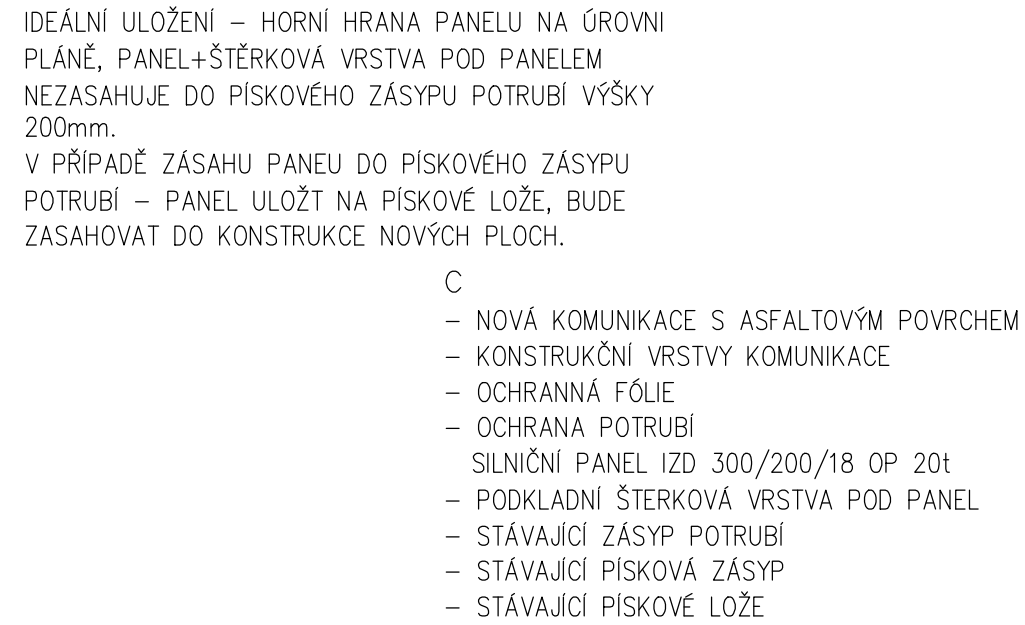 IDEÁLNÍ ULOŽENÍ – HORNÍ HRANA PANELU NA ÚROVNI
PLÁNĚ, PANEL+ŠTĚRKOVÁ VRSTVA POD PANELEM
NEZASAHUJE DO PÍSKOVÉHO ZÁSYPU POTRUBÍ VÝŠKY
200mm.
V PŘÍPADĚ ZÁSAHU PANEU DO PÍSKOVÉHO ZÁSYPU
POTRUBÍ – PANEL ULOŽT NA PÍSKOVÉ LOŽE, BUDE
ZASAHOVAT DO KONSTRUKCE NOVÝCH PLOCH.
C
– NOVÁ KOMUNIKACE S ASFALTOVÝM POVRCHEM
– KONSTRUKČNÍ VRSTVY KOMUNIKACE
– OCHRANNÁ FÓLIE
– OCHRANA POTRUBÍ
SILNIČNÍ PANEL IZD 300/200/18 OP 20t
– PODKLADNÍ ŠTERKOVÁ VRSTVA POD PANEL
– STÁVAJÍCÍ ZÁSYP POTRUBÍ
– STÁVAJÍCÍ PÍSKOVÁ ZÁSYP
– STÁVAJÍCÍ PÍSKOVÉ LOŽE